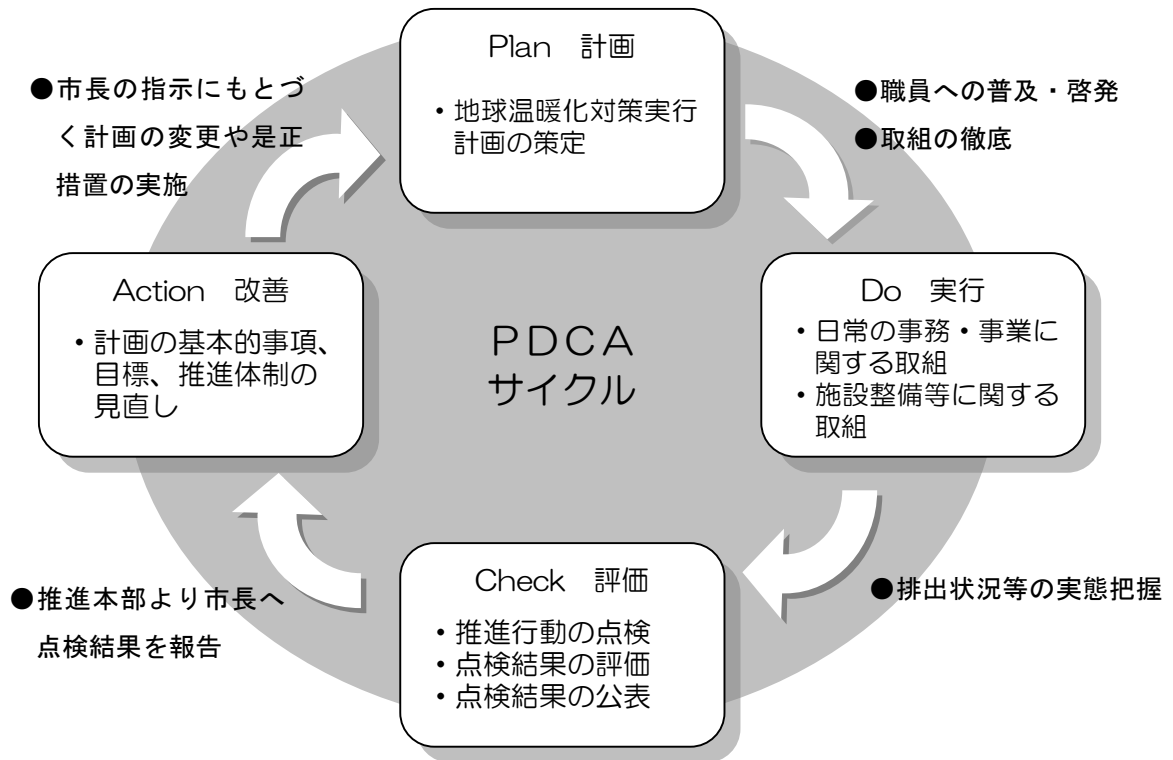 Plan 計画
・地球温暖化対策実行
計画の策定
●職員への普及・啓発
●取組の徹底
Do 実行
・日常の事務・事業に
関する取組
・施設整備等に関する
取組
●排出状況等の実態把握
Check 評価
・推進行動の点検
・点検結果の評価
・点検結果の公表
●推進本部より市長へ
点検結果を報告
Action 改善
・計画の基本的事項、
目標、推進体制の
見直し
●市長の指示にもとづ
く計画の変更や是正
措置の実施
PDCA
サイクル